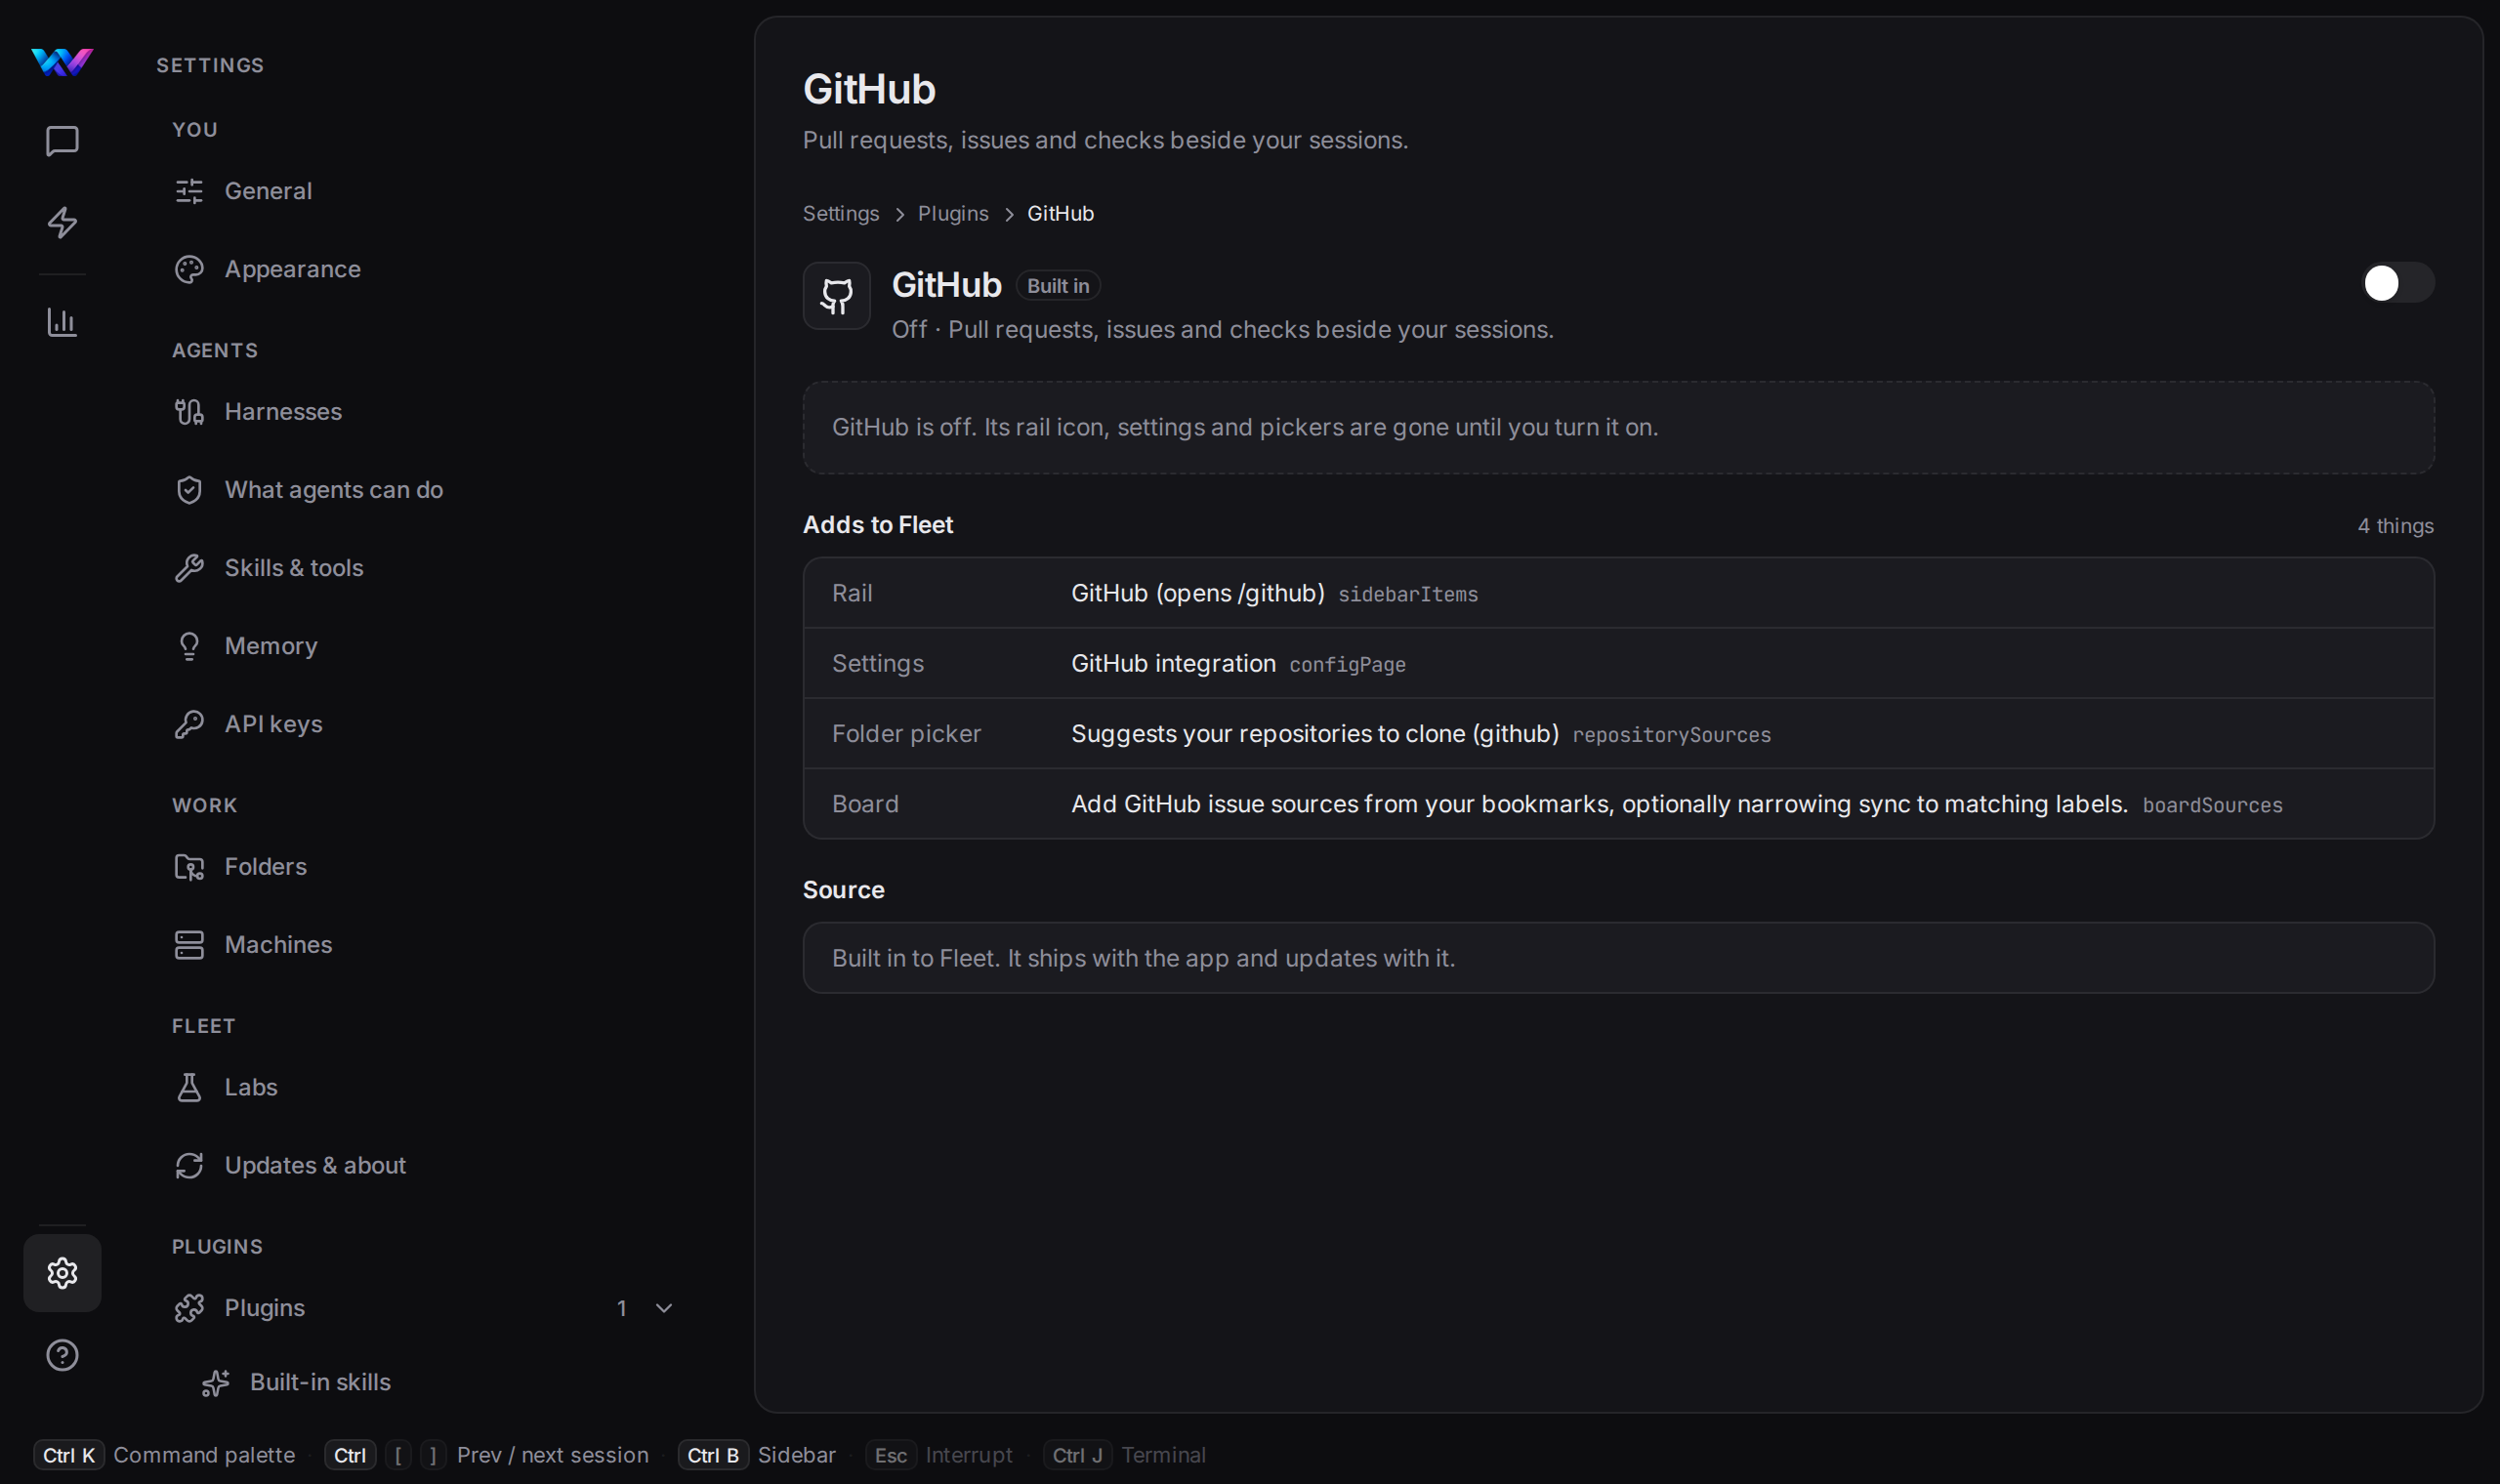 SETTINGS
YOU
General
Appearance
AGENTS
Harnesses
What agents can do
Skills & tools
Memory
API keys
WORK
Folders
Machines
FLEET
Labs
Updates & about
PLUGINS
Plugins 1
Built-in skills
GitHub
Pull requests, issues and checks beside your sessions.
Settings > Plugins > GitHub
GitHub Built in
Off · Pull requests, issues and checks beside your sessions.
GitHub is off. Its rail icon, settings and pickers are gone until you turn it on.
Adds to Fleet 4 things
Rail GitHub (opens /github) sidebarItems
Settings GitHub integration configPage
Folder picker Suggests your repositories to clone (github) repositorySources
Board Add GitHub issue sources from your bookmarks, optionally narrowing sync to matching labels. boardSources
Source
Built in to Fleet. It ships with the app and updates with it.
Ctrl K Command palette · Ctrl [ ] Prev / next session · Ctrl B Sidebar · Esc Interrupt · Ctrl J Terminal